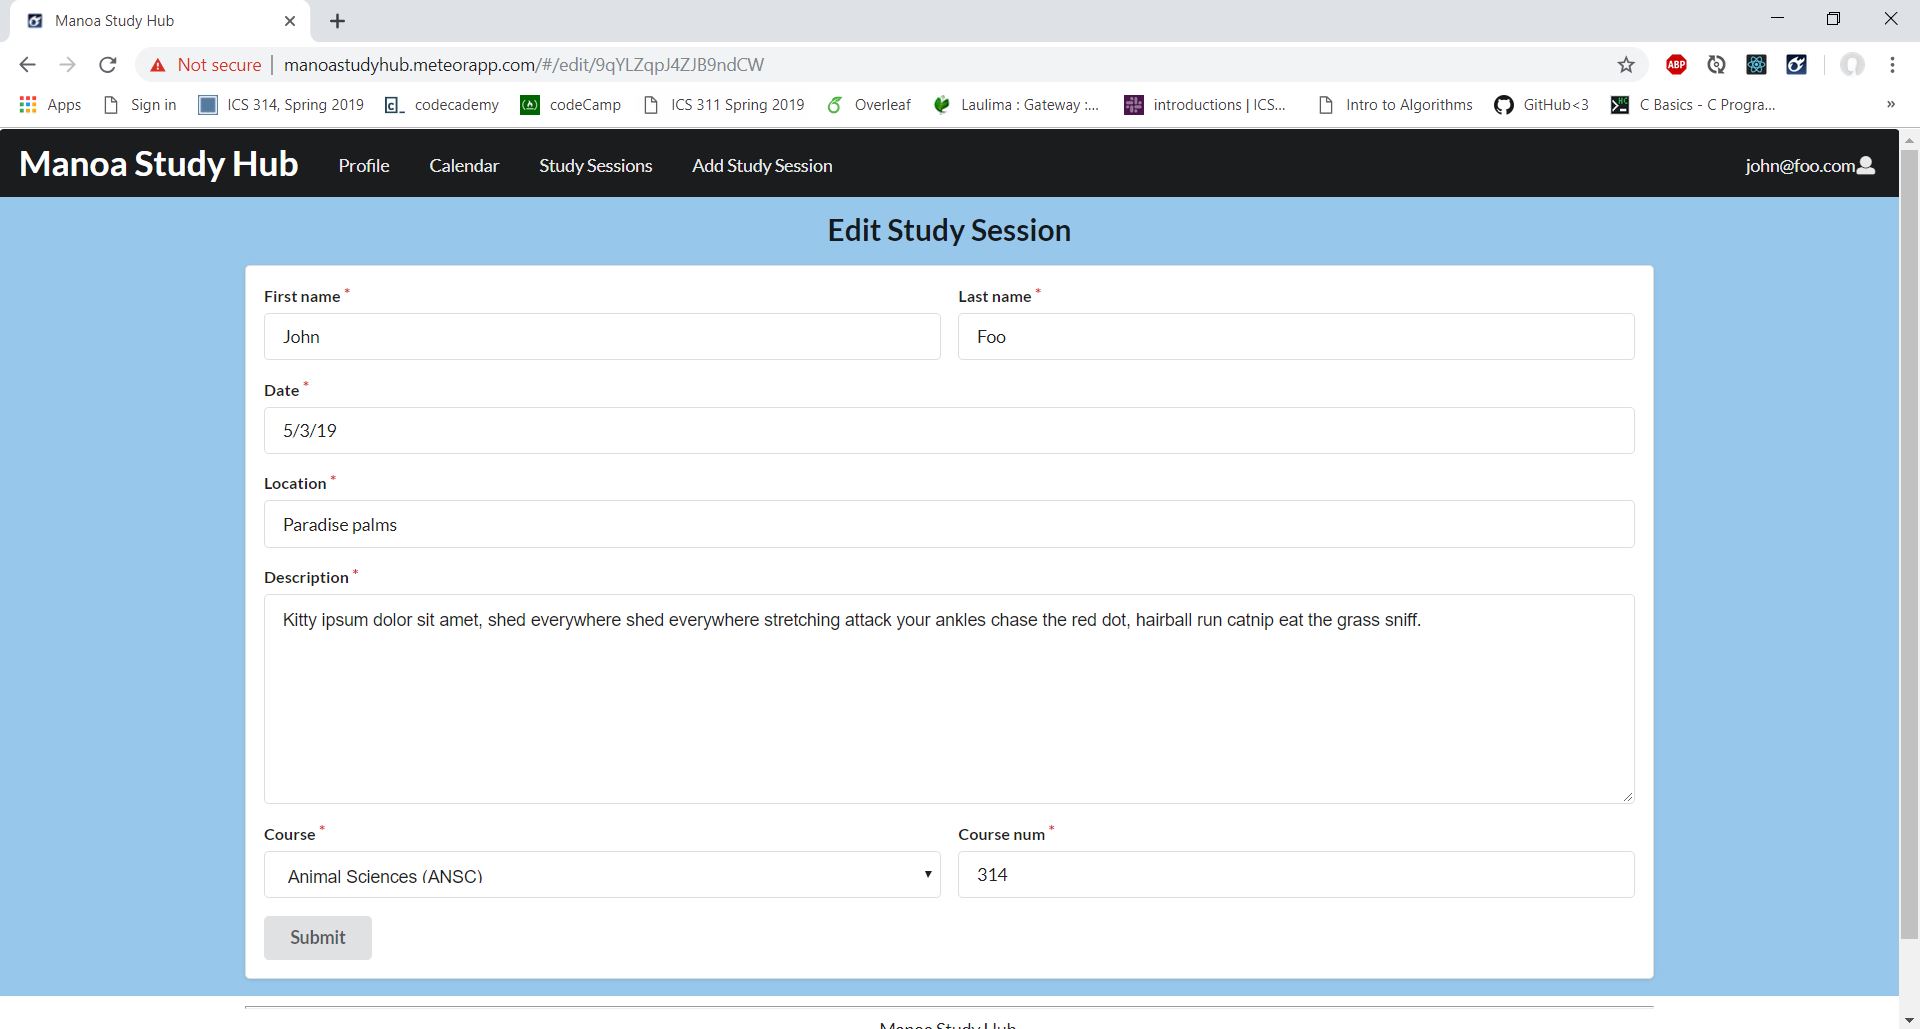 Manoa Study Hub
Not secure | manoastudyhub.meteorapp.com/#/edit/9qYLZqpJ4ZJB9ndCW
ABP
Apps Sign in ICS 314, Spring 2019 codecademy codeCamp ICS 311 Spring 2019 Overleaf Laulima : Gateway :... introductions | ICS... Intro to Algorithms GitHub<3 C Basics - C Progra... »
Manoa Study Hub Profile Calendar Study Sessions Add Study Session john@foo.com
Edit Study Session
First name * Last name *
John Foo
Date *
5/3/19
Location *
Paradise palms
Description *
Kitty ipsum dolor sit amet, shed everywhere shed everywhere stretching attack your ankles chase the red dot, hairball run catnip eat the grass sniff.
Course * Course num *
Animal Sciences (ANSC) 314
Submit
Manoa Study Hub